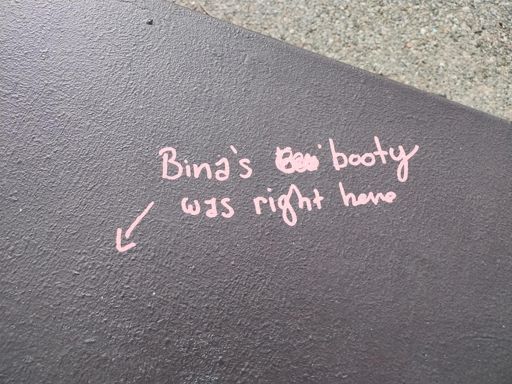 Bina's booty
was right here